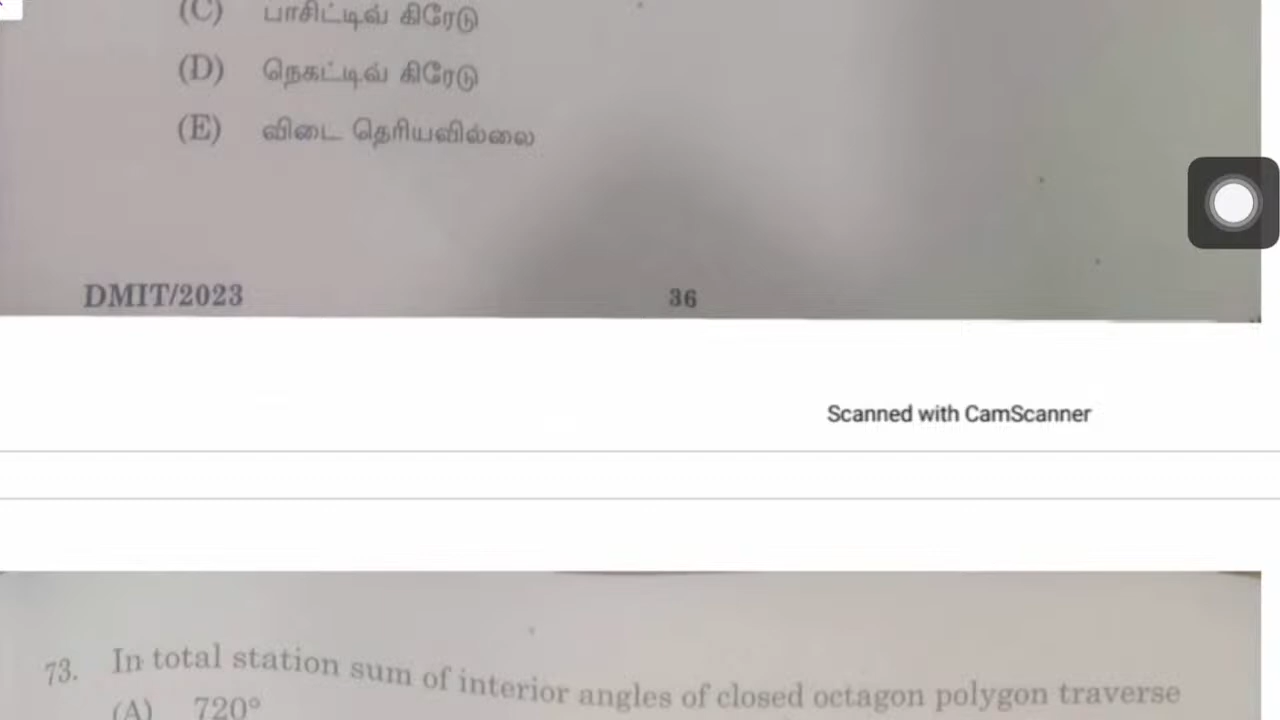 (C) பாசிட்டிவ் கிரேடு
(D) நெகட்டிவ் கிரேடு
(E) விடை தெரியவில்லை
DMIT/2023 36
Scanned with CamScanner
73. In total station sum of interior angles of closed octagon polygon traverse
(A) 720°